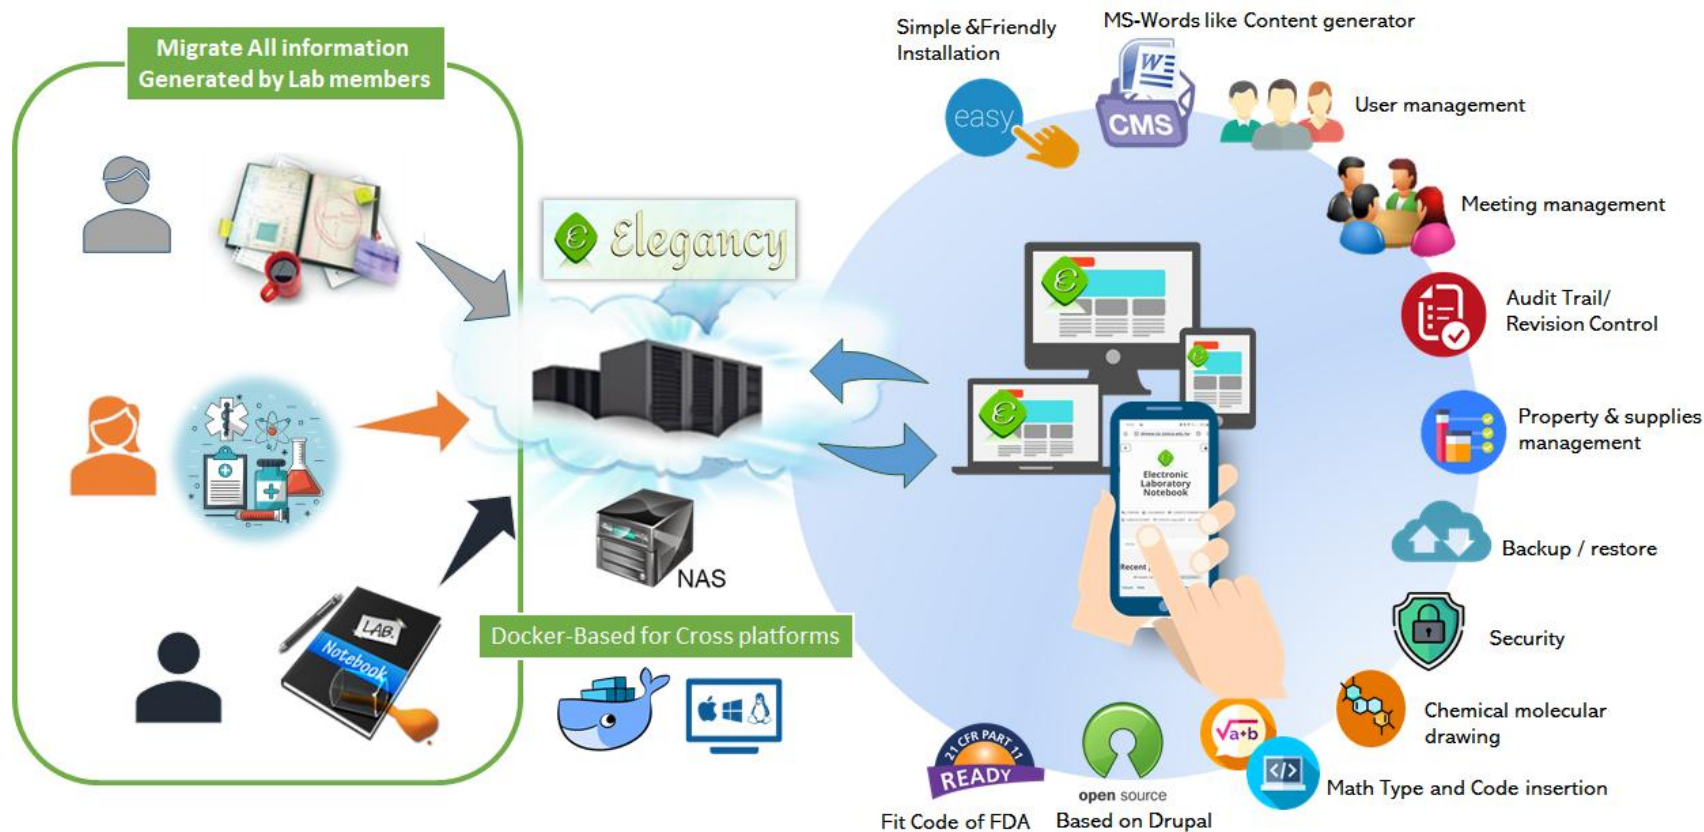 Migrate All information
Generated by Lab members
LAB.
Notebook
Elegancy
NAS
Docker-Based for Cross platforms
Simple &Friendly
Installation
easy
MS-Words like Content generator
W
CMS
User management
Meeting management
Audit Trail/
Revision Control
Property & supplies
management
Backup / restore
Security
Chemical molecular
drawing
√a+b
</>
Math Type and Code insertion
open source
Based on Drupal
21 CFR PART 11
READY
Fit Code of FDA
Electronic
Laboratory
Notebook
Recent